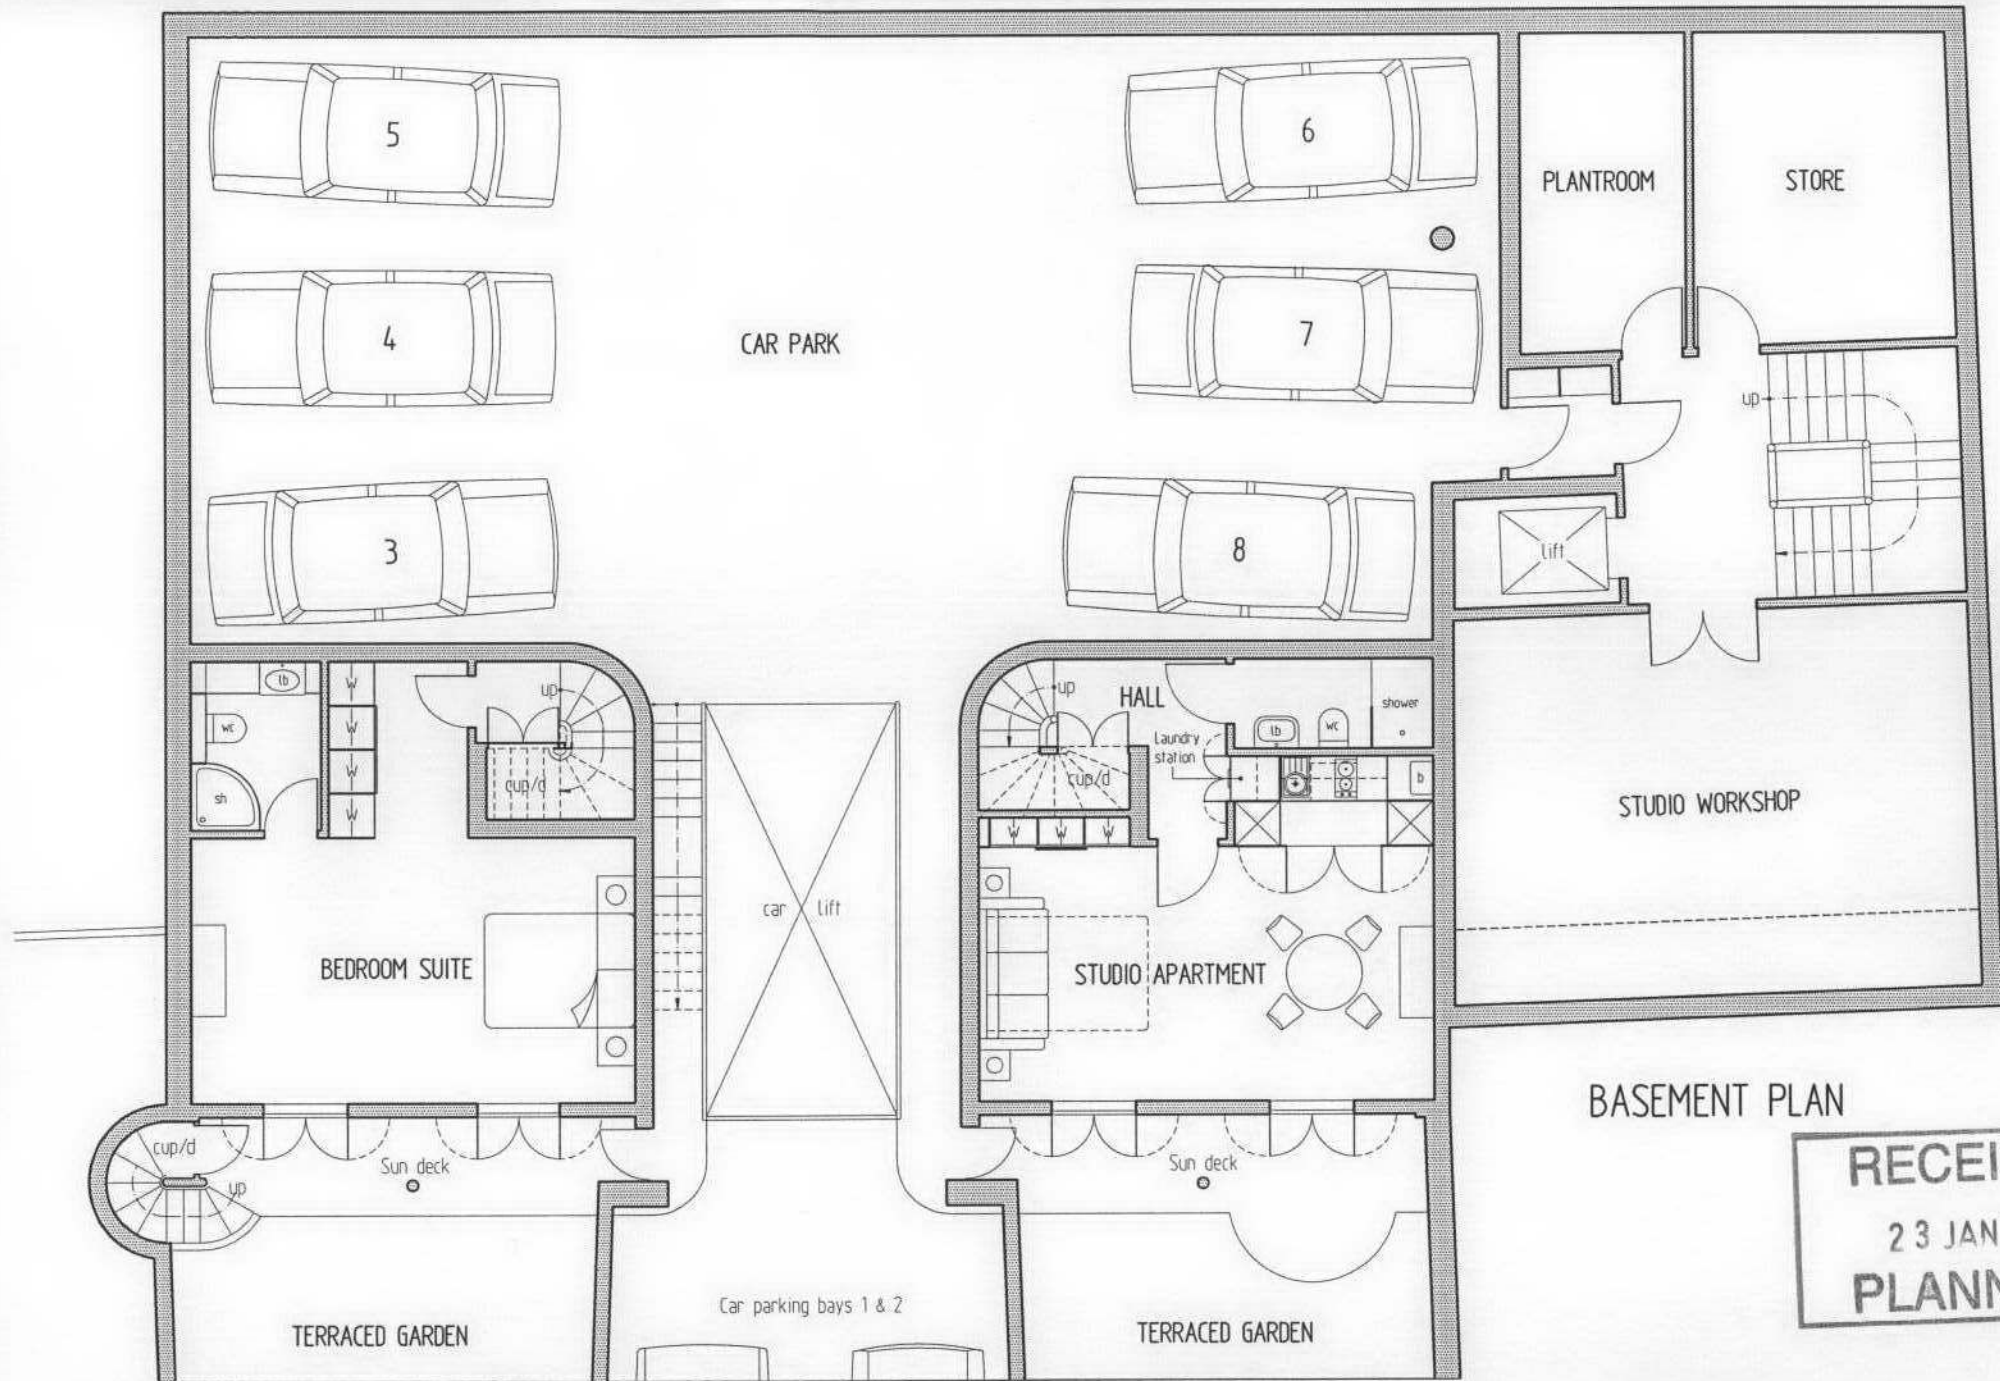 5
6
PLANTROOM
STORE
4
CAR PARK
7
up
3
8
lift
lb
W
up
up
HALL
shower
wc
W
lb
wc
Laundry
station
W
cup/d
cup/d
b
sh
W
W
W
W
STUDIO WORKSHOP
car
lift
BEDROOM SUITE
STUDIO APARTMENT
BASEMENT PLAN
cup/d
Sun deck
Sun deck
up
23 JAN
Car parking bays 1 & 2
TERRACED GARDEN
TERRACED GARDEN